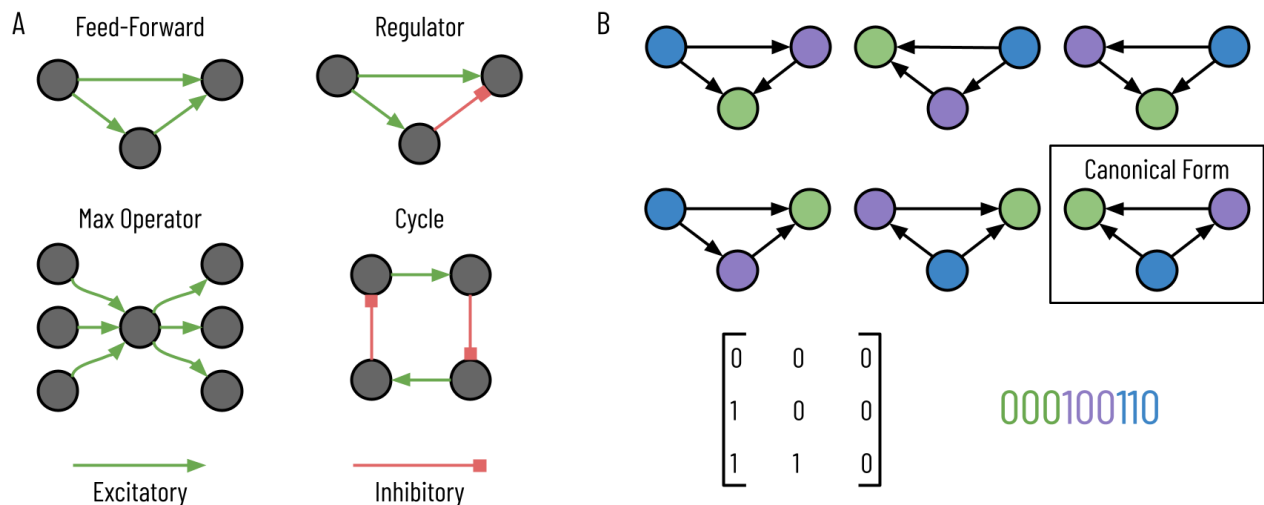 A
Feed-Forward
Regulator
Max Operator
Cycle
Excitatory
Inhibitory
B
Canonical Form
0 0 0
1 0 0
1 1 0
000100110